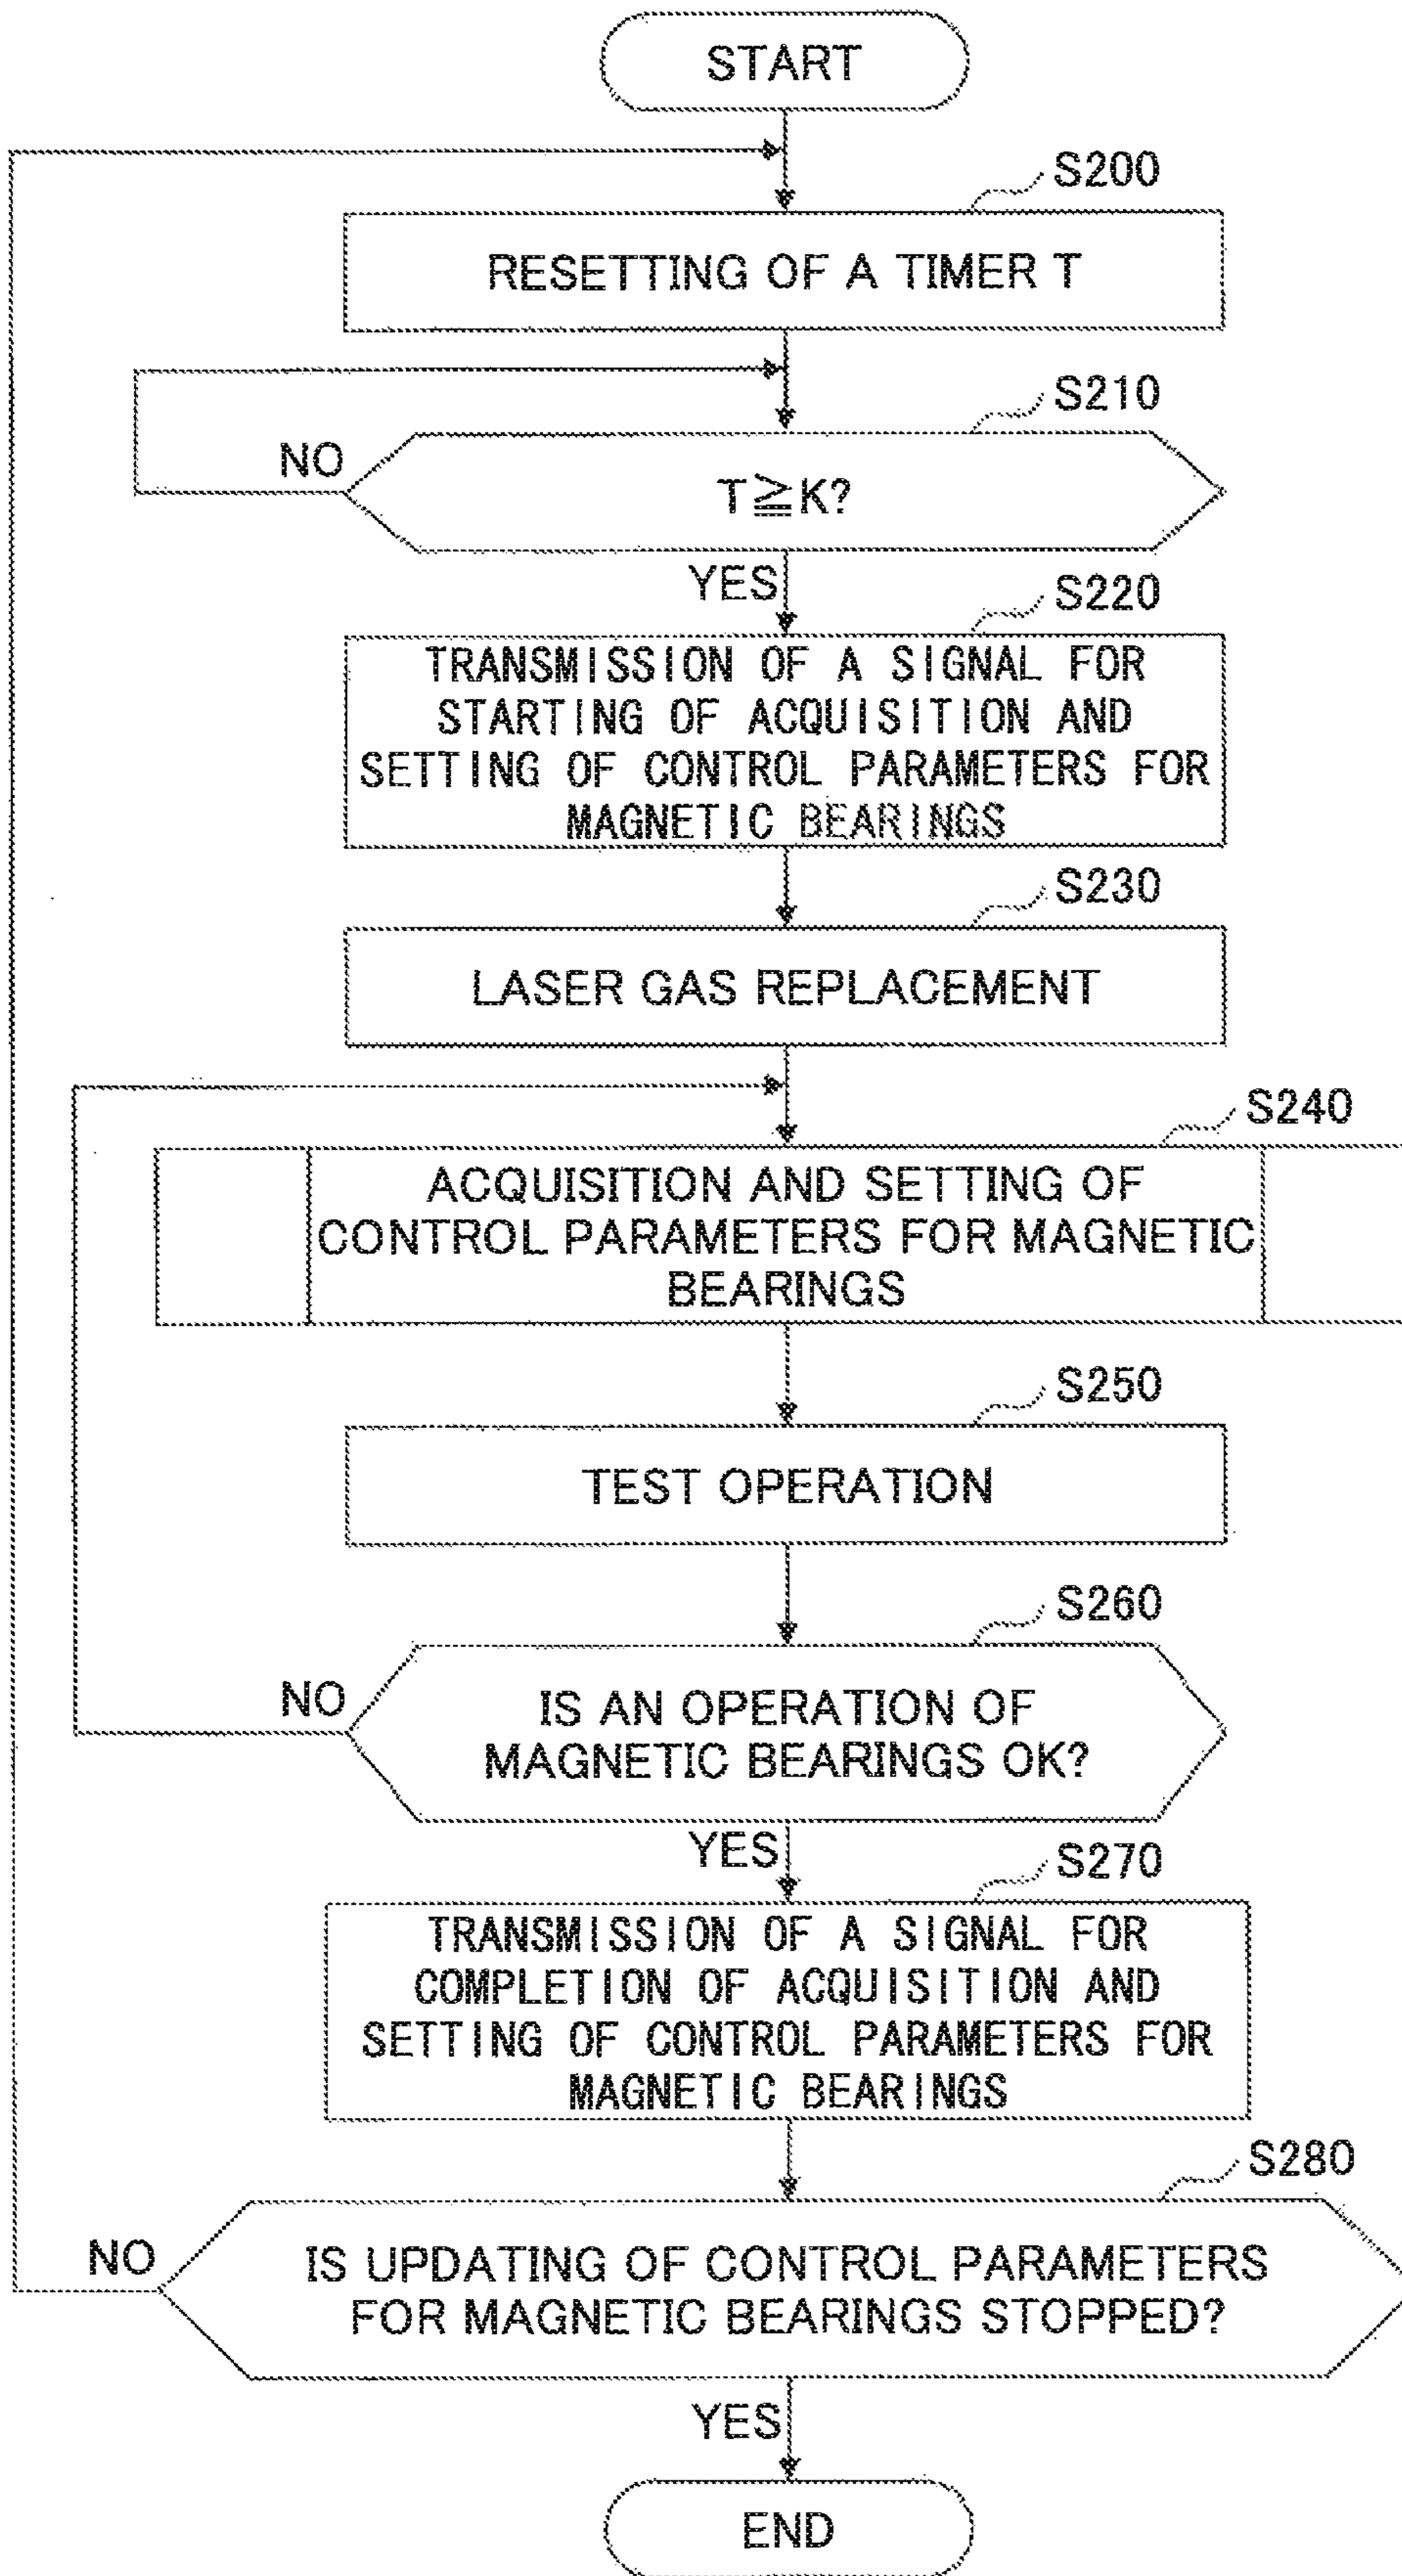 START
S200
RESETTING OF A TIMER T
S210
NO
T≧K?
YES
S220
TRANSMISSION OF A SIGNAL FOR
STARTING OF ACQUISITION AND
SETTING OF CONTROL PARAMETERS FOR
MAGNETIC BEARINGS
S230
LASER GAS REPLACEMENT
S240
ACQUISITION AND SETTING OF
CONTROL PARAMETERS FOR MAGNETIC
BEARINGS
S250
TEST OPERATION
S260
NO
IS AN OPERATION OF
MAGNETIC BEARINGS OK?
YES
S270
TRANSMISSION OF A SIGNAL FOR
COMPLETION OF ACQUISITION AND
SETTING OF CONTROL PARAMETERS FOR
MAGNETIC BEARINGS
S280
NO
IS UPDATING OF CONTROL PARAMETERS
FOR MAGNETIC BEARINGS STOPPED?
YES
END